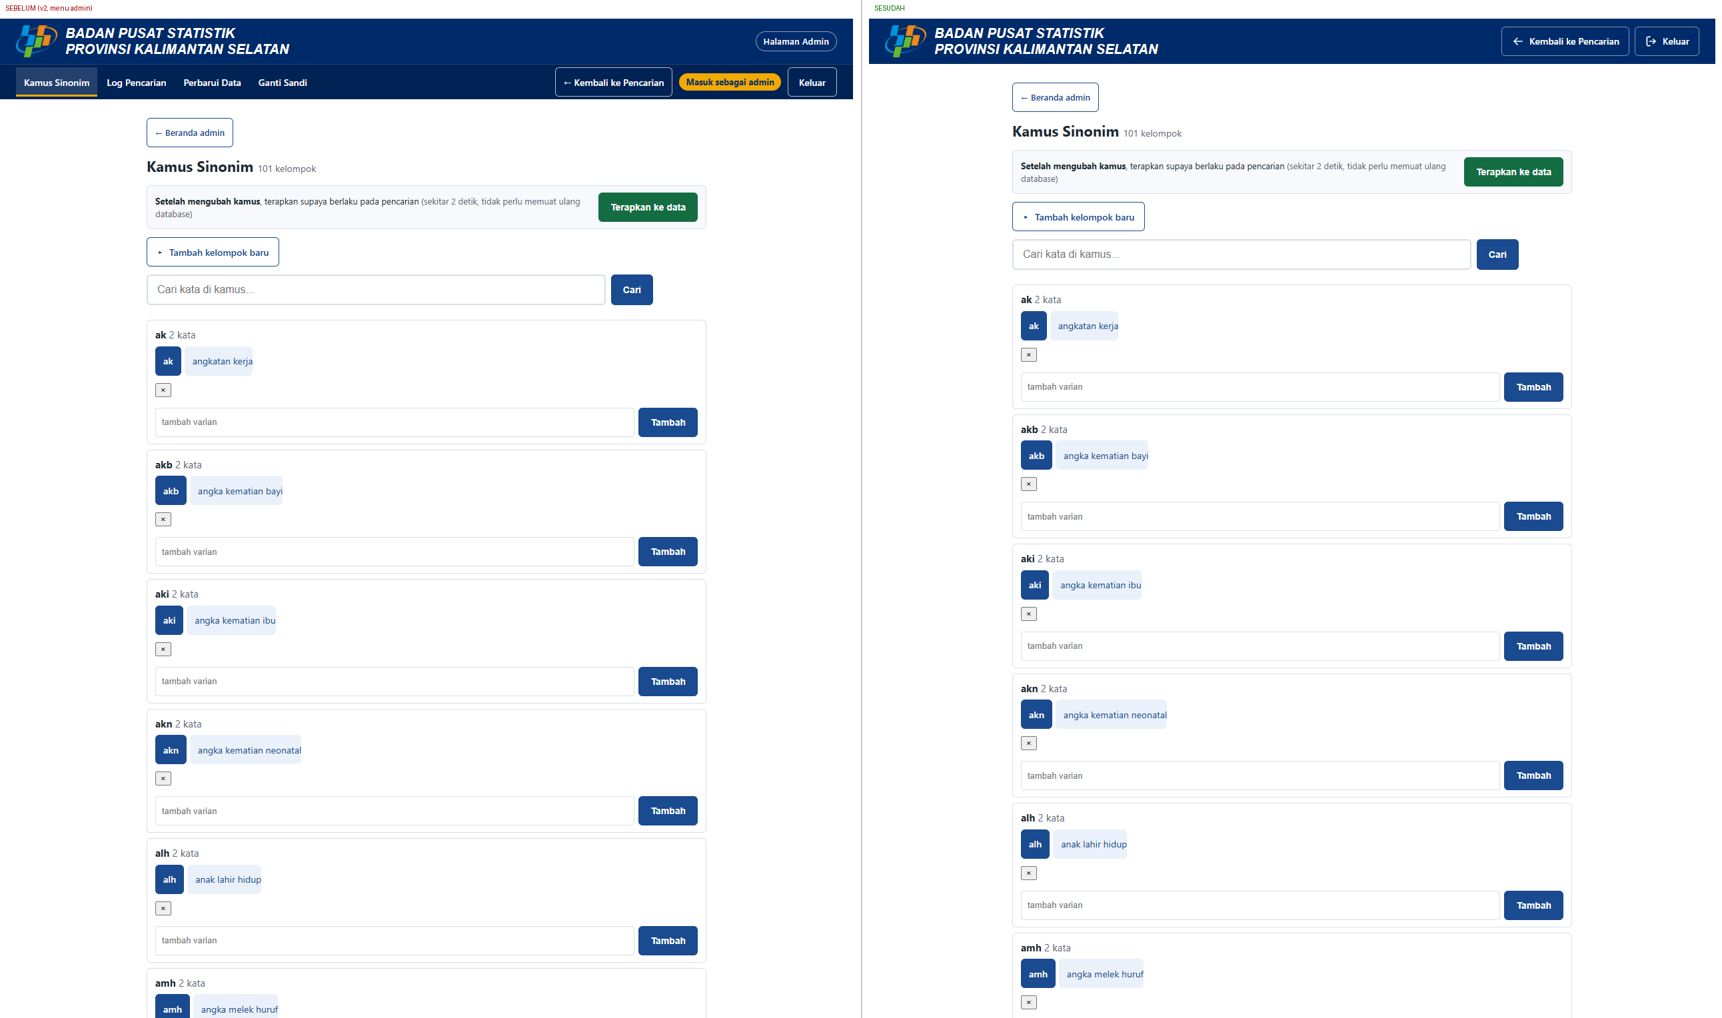 SEBELUM (v2, menu admin)
BADAN PUSAT STATISTIK
PROVINSI KALIMANTAN SELATAN
Halaman Admin
Kamus Sinonim
Log Pencarian
Perbarui Data
Ganti Sandi
← Kembali ke Pencarian
Masuk sebagai admin
Keluar
← Beranda admin
Kamus Sinonim 101 kelompok
Setelah mengubah kamus, terapkan supaya berlaku pada pencarian (sekitar 2 detik, tidak perlu memuat ulang
database)
Terapkan ke data
▸ Tambah kelompok baru
Cari kata di kamus...
Cari
ak 2 kata
ak
angkatan kerja
×
tambah varian
Tambah
akb 2 kata
akb
angka kematian bayi
×
tambah varian
Tambah
aki 2 kata
aki
angka kematian ibu
×
tambah varian
Tambah
akn 2 kata
akn
angka kematian neonatal
×
tambah varian
Tambah
alh 2 kata
alh
anak lahir hidup
×
tambah varian
Tambah
amh 2 kata
amh
angka melek huruf
SESUDAH
BADAN PUSAT STATISTIK
PROVINSI KALIMANTAN SELATAN
← Kembali ke Pencarian
Keluar
← Beranda admin
Kamus Sinonim 101 kelompok
Setelah mengubah kamus, terapkan supaya berlaku pada pencarian (sekitar 2 detik, tidak perlu memuat ulang
database)
Terapkan ke data
▸ Tambah kelompok baru
Cari kata di kamus...
Cari
ak 2 kata
ak
angkatan kerja
×
tambah varian
Tambah
akb 2 kata
akb
angka kematian bayi
×
tambah varian
Tambah
aki 2 kata
aki
angka kematian ibu
×
tambah varian
Tambah
akn 2 kata
akn
angka kematian neonatal
×
tambah varian
Tambah
alh 2 kata
alh
anak lahir hidup
×
tambah varian
Tambah
amh 2 kata
amh
angka melek huruf
×